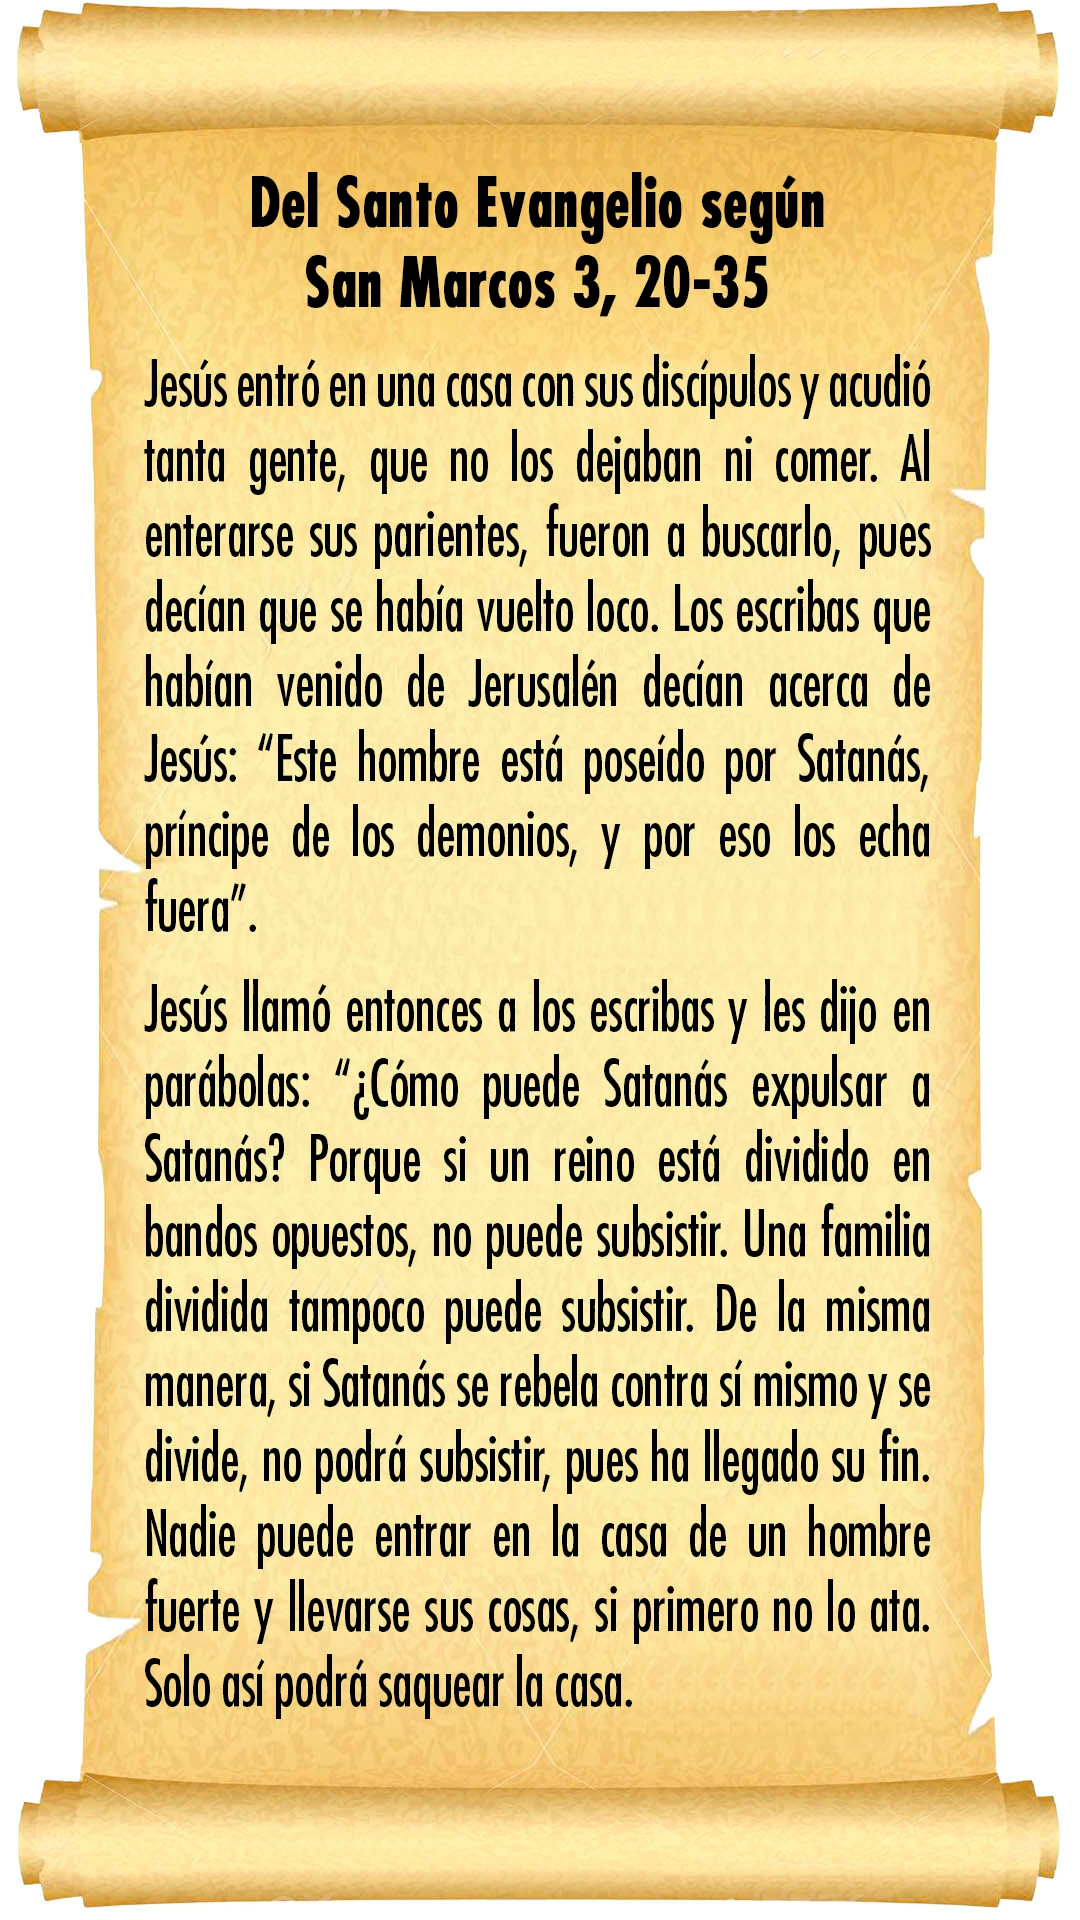 Del Santo Evangelio según
San Marcos 3, 20-35
Jesús entró en una casa con sus discípulos y acudió
tanta gente, que no los dejaban ni comer. Al
enterarse sus parientes, fueron a buscarlo, pues
decían que se había vuelto loco. Los escribas que
habían venido de Jerusalén decían acerca de
Jesús: “Este hombre está poseído por Satanás,
príncipe de los demonios, y por eso los echa
fuera”.
Jesús llamó entonces a los escribas y les dijo en
parábolas: “¿Cómo puede Satanás expulsar a
Satanás? Porque si un reino está dividido en
bandos opuestos, no puede subsistir. Una familia
dividida tampoco puede subsistir. De la misma
manera, si Satanás se rebela contra sí mismo y se
divide, no podrá subsistir, pues ha llegado su fin.
Nadie puede entrar en la casa de un hombre
fuerte y llevarse sus cosas, si primero no lo ata.
Solo así podrá saquear la casa.